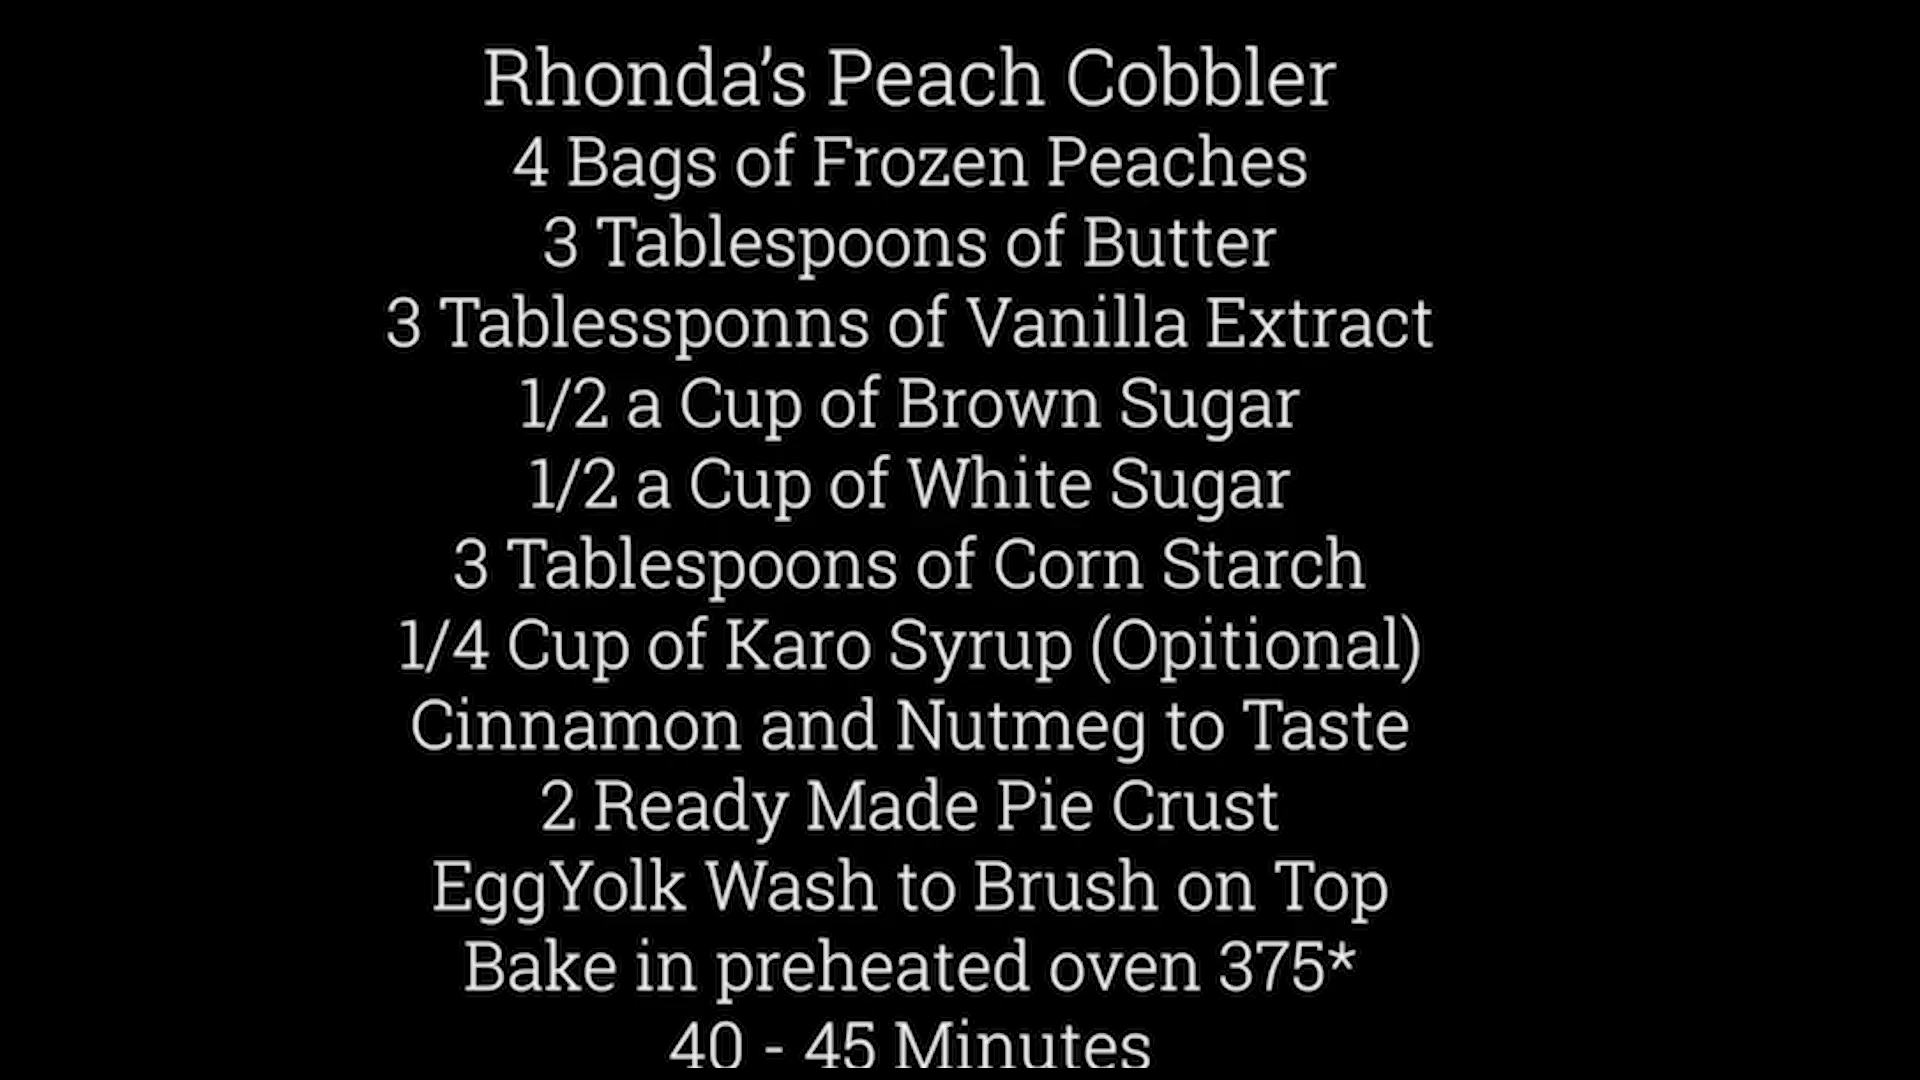 Rhonda’s Peach Cobbler
4 Bags of Frozen Peaches
3 Tablespoons of Butter
3 Tablessponns of Vanilla Extract
1/2 a Cup of Brown Sugar
1/2 a Cup of White Sugar
3 Tablespoons of Corn Starch
1/4 Cup of Karo Syrup (Opitional)
Cinnamon and Nutmeg to Taste
2 Ready Made Pie Crust
EggYolk Wash to Brush on Top
Bake in preheated oven 375*
40 - 45 Minutes